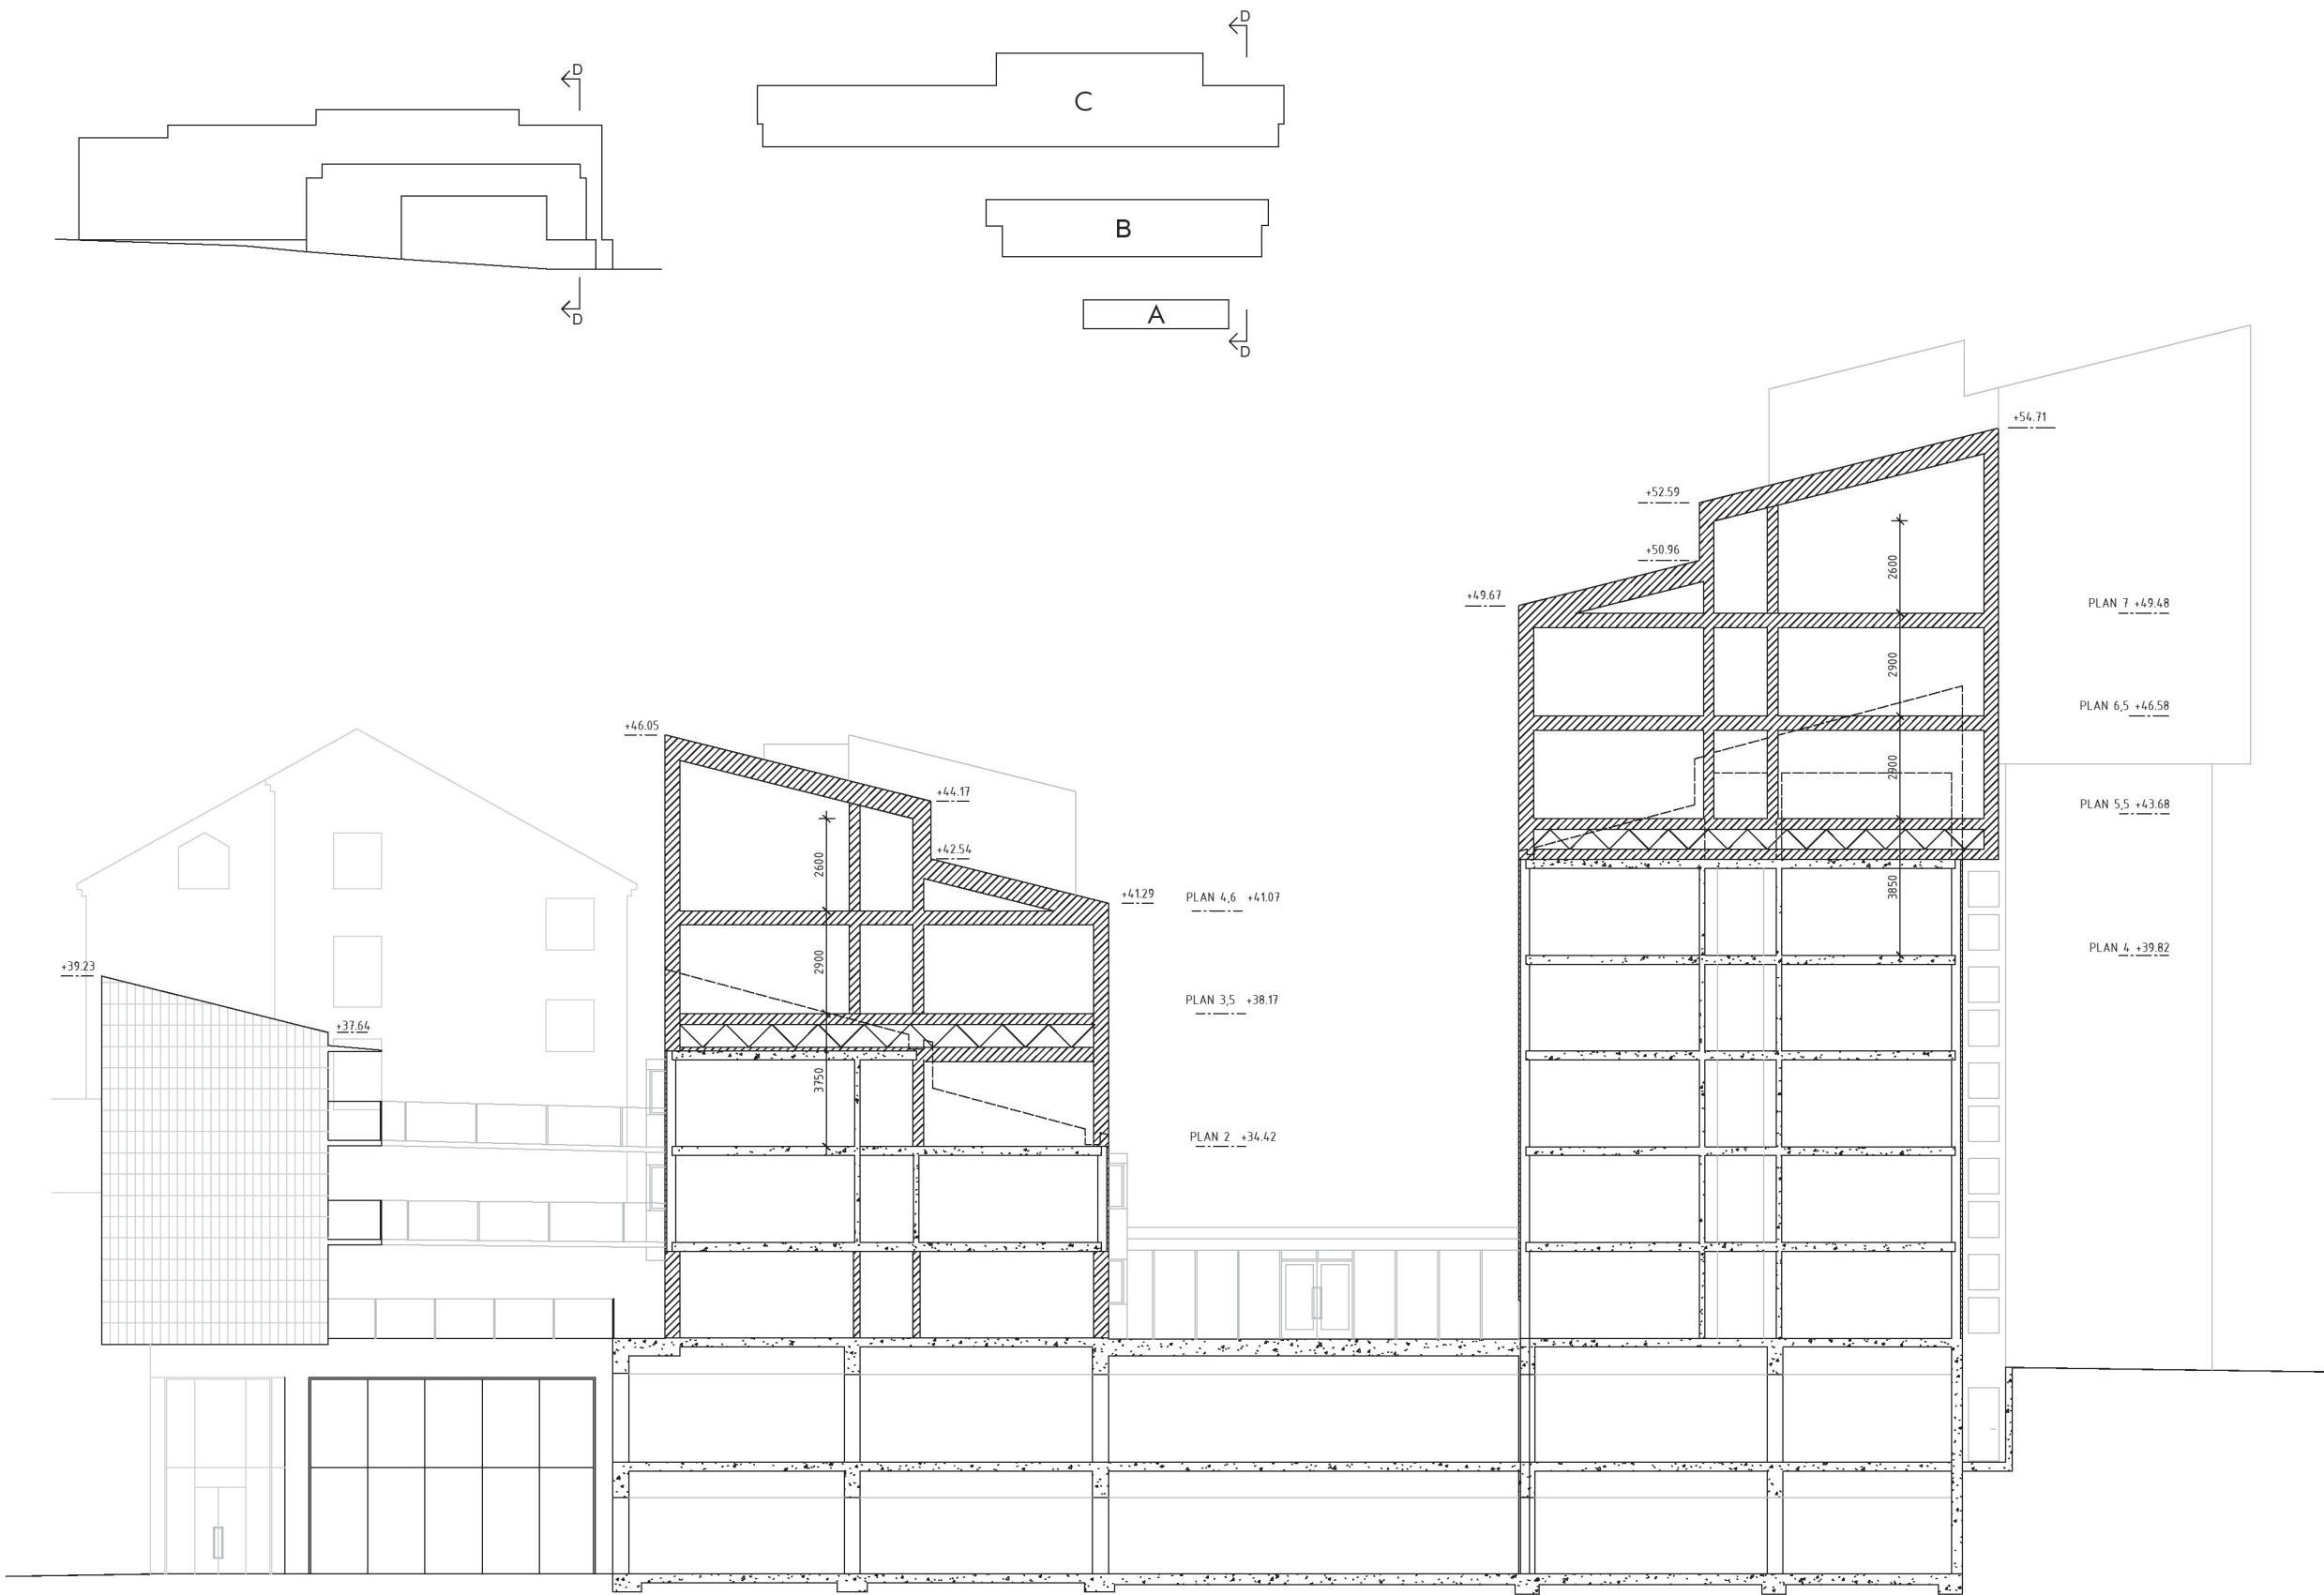 D
D
C
B
A
D
D
+54.71
+52.59
+50.96
2600
+49.67
PLAN 7 +49.48
2900
PLAN 6,5 +46.58
+46.05
2900
+44.17
PLAN 5,5 +43.68
+42.54
2600
3850
+41.29
PLAN 4,6 +41.07
PLAN 4 +39.82
+39.23
2900
PLAN 3,5 +38.17
+37.64
3750
PLAN 2 +34.42